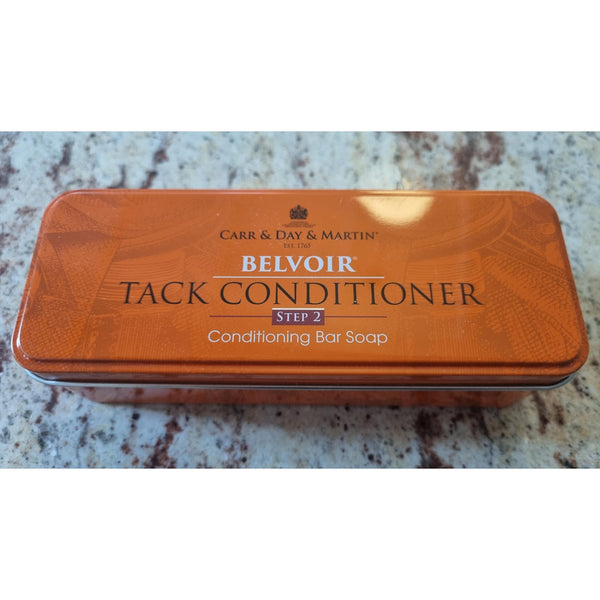 CARR & DAY & MARTIN®
EST. 1765
BELVOIR®
TACK CONDITIONER
STEP 2
Conditioning Bar Soap